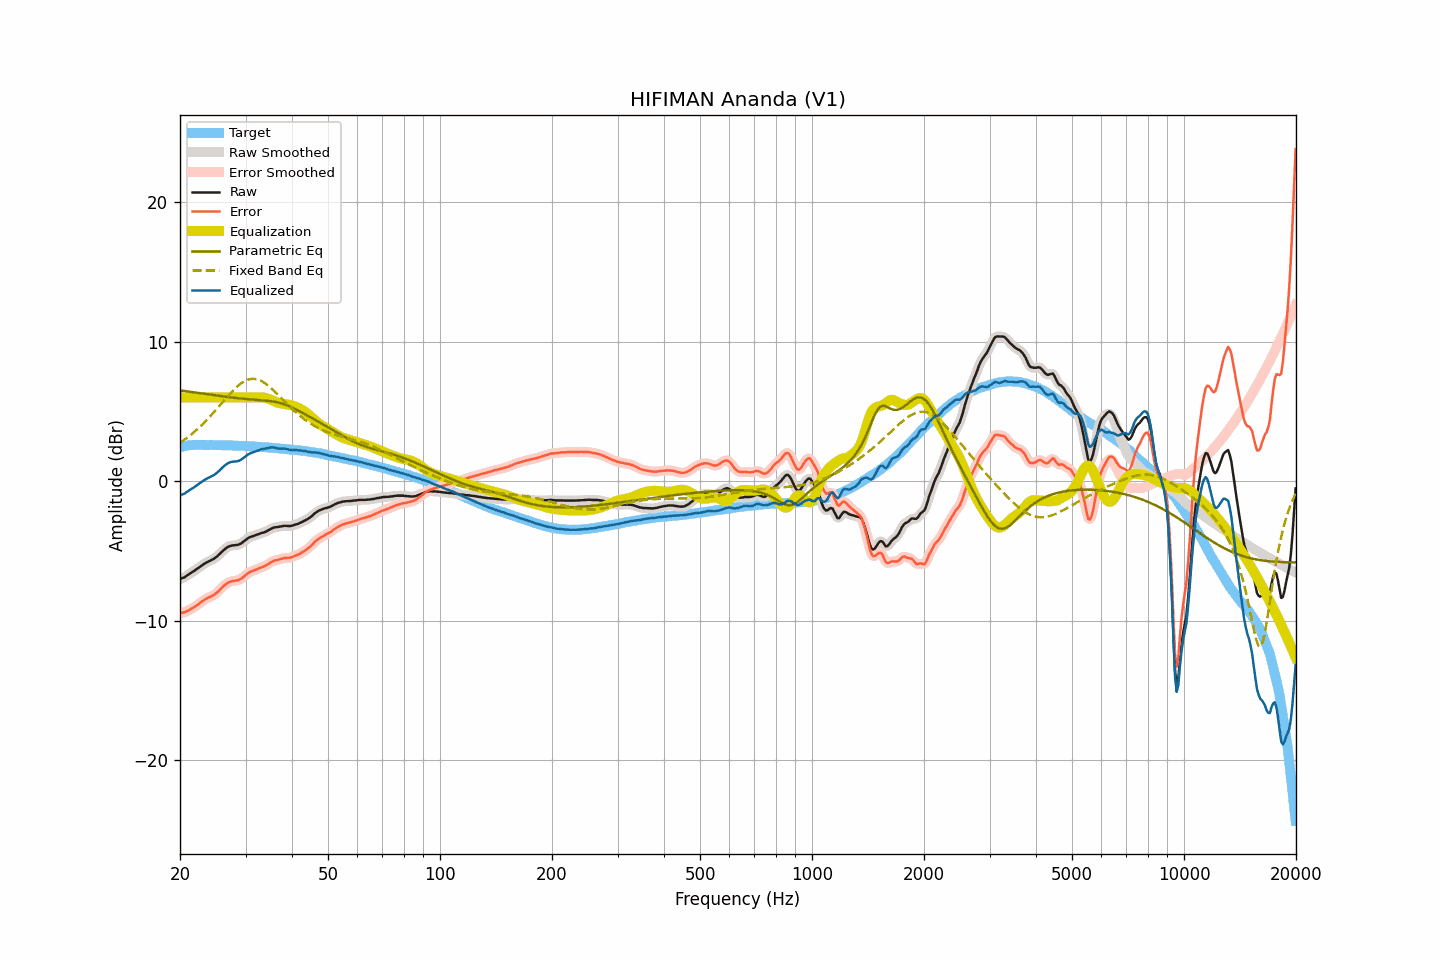 HIFIMAN Ananda (V1)
Target
Raw Smoothed
Error Smoothed
Raw
Error
Equalization
Parametric Eq
Fixed Band Eq
Equalized
20
10
0
−10
−20
Amplitude (dBr)
20 50 100 200 500 1000 2000 5000 10000 20000
Frequency (Hz)